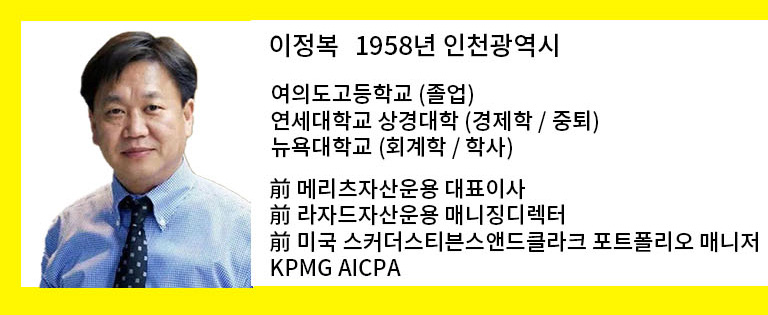 이정복 1958년 인천광역시
여의도고등학교 (졸업)
연세대학교 상경대학 (경제학 / 중퇴)
뉴욕대학교 (회계학 / 학사)
前 메리츠자산운용 대표이사
前 라자드자산운용 매니징디렉터
前 미국 스커더스티븐스앤드클라크 포트폴리오 매니저
KPMG AICPA